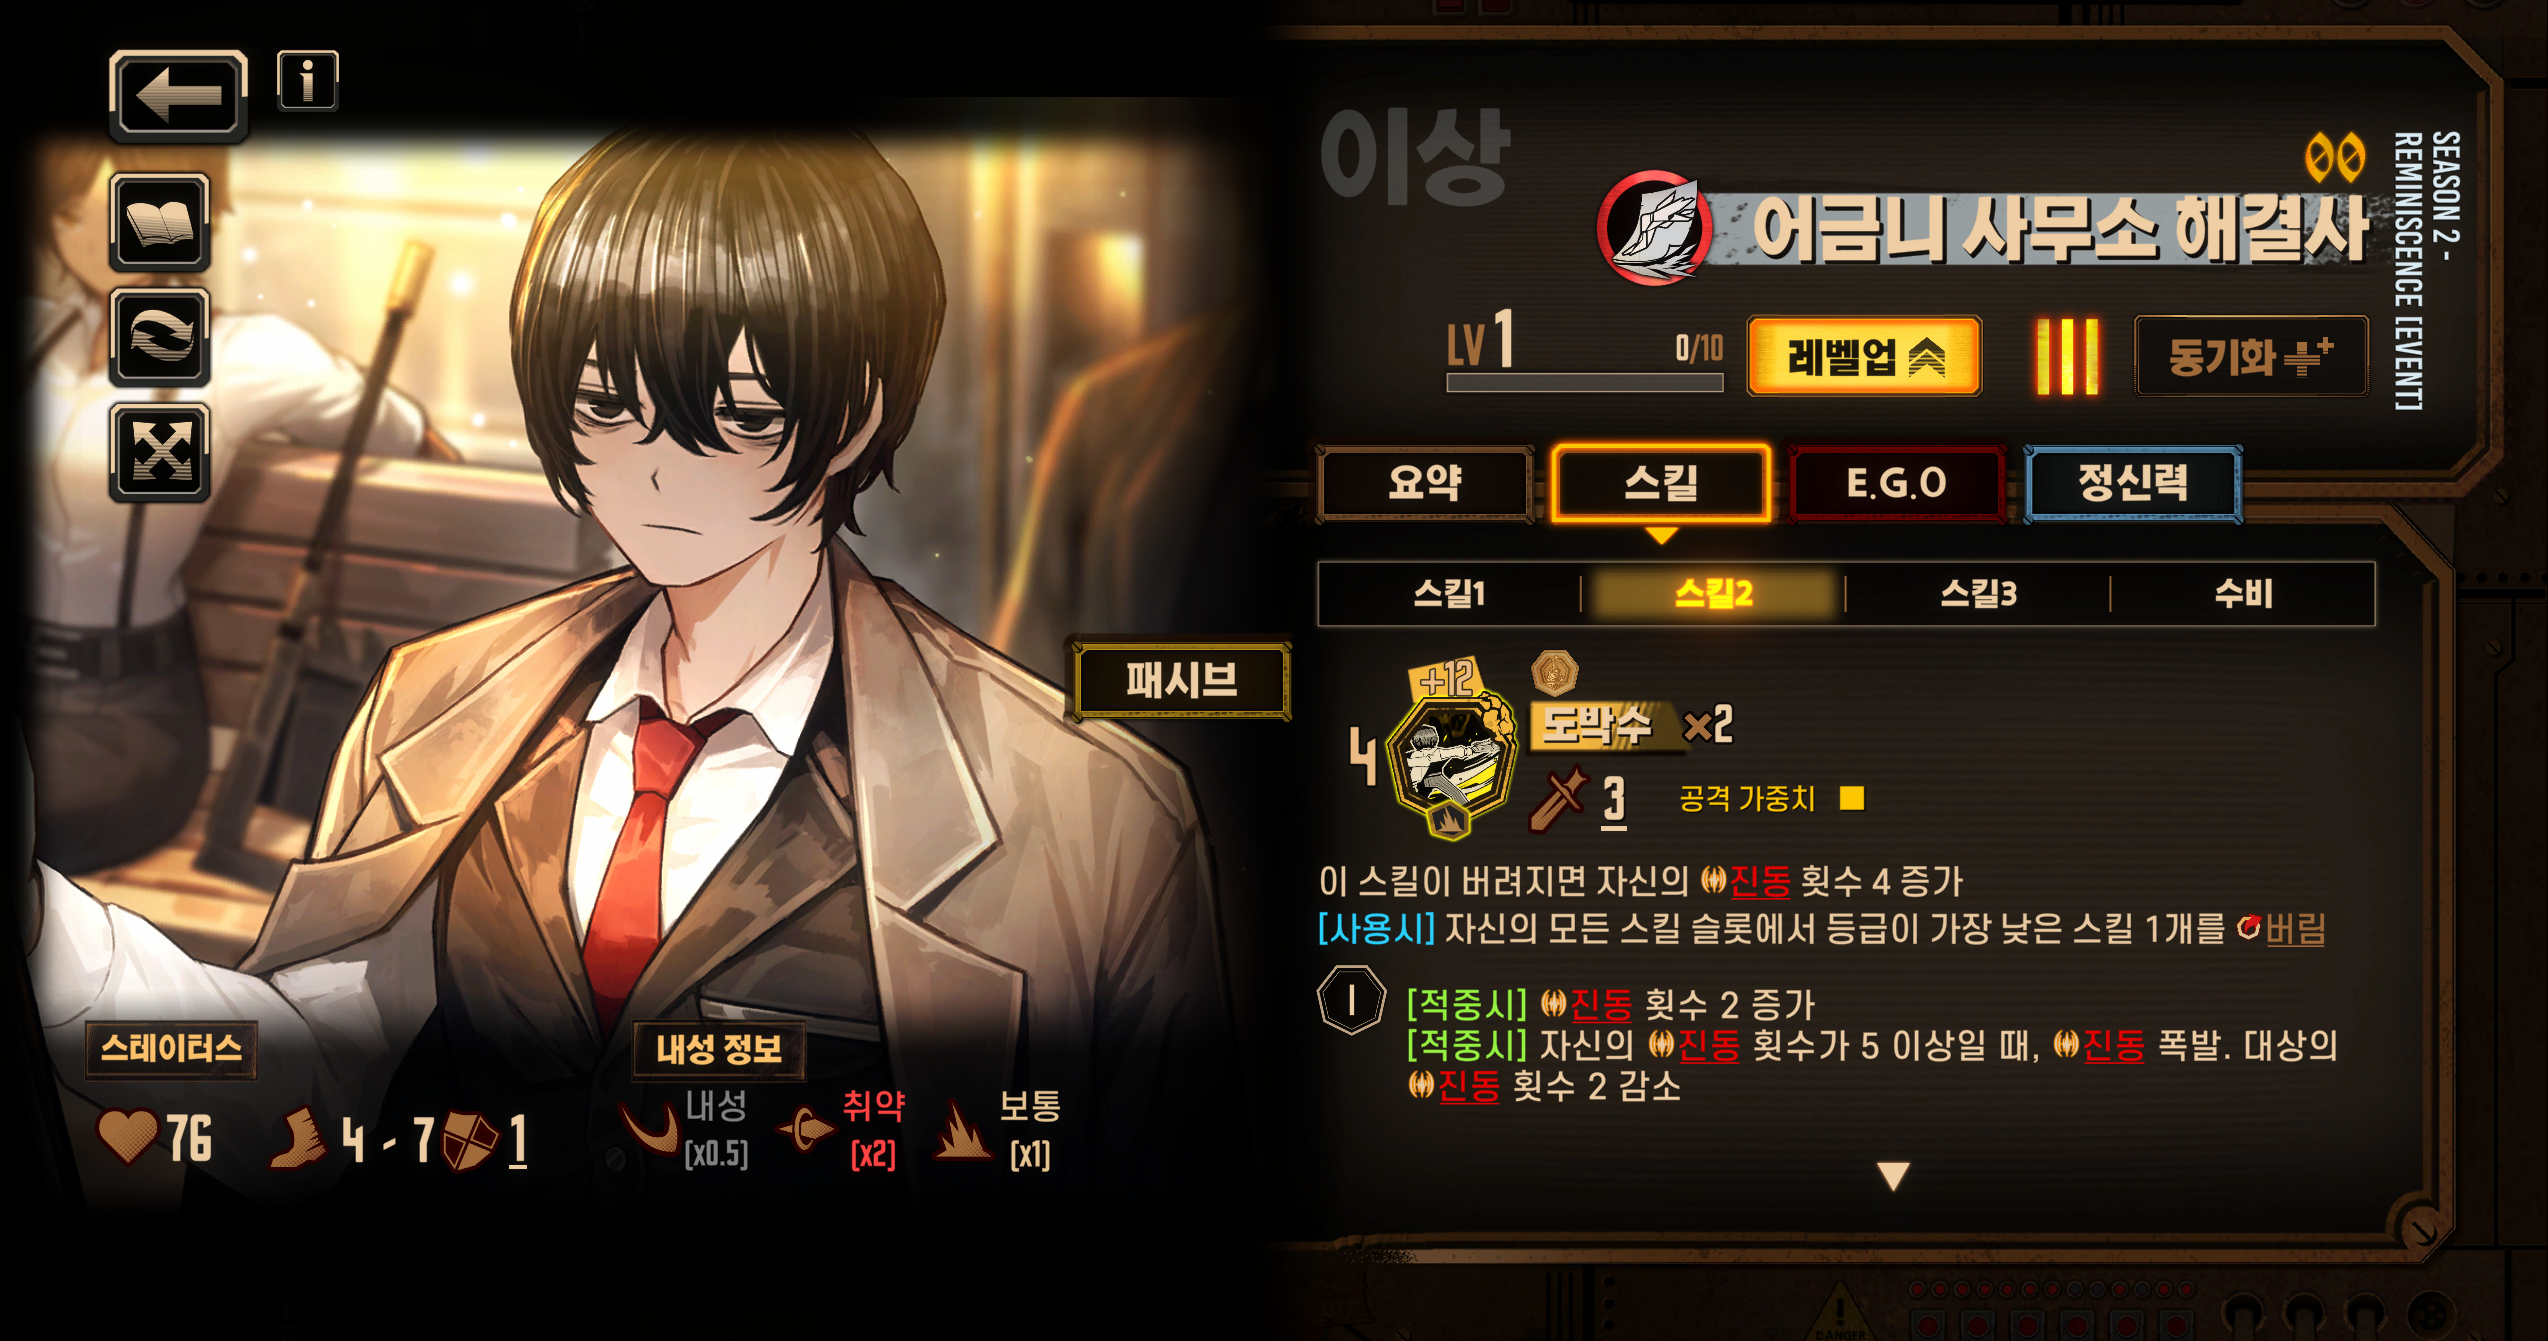 이상
어금니 사무소 해결사
SEASON 2 -
REMINISCENCE [EVENT]
LV 1
0/10
레벨업
동기화
요약
스킬
E.G.O
정신력
스킬1
스킬2
스킬3
수비
패시브
+12
4
도박수 ×2
3
공격 가중치
이 스킬이 버려지면 자신의 진동 횟수 4 증가
[사용시] 자신의 모든 스킬 슬롯에서 등급이 가장 낮은 스킬 1개를 버림
I
[적중시] 진동 횟수 2 증가
[적중시] 자신의 진동 횟수가 5 이상일 때, 진동 폭발. 대상의
진동 횟수 2 감소
스테이터스
76
4 - 7
1
내성 정보
내성
[x0.5]
취약
[x2]
보통
[x1]
DANGER